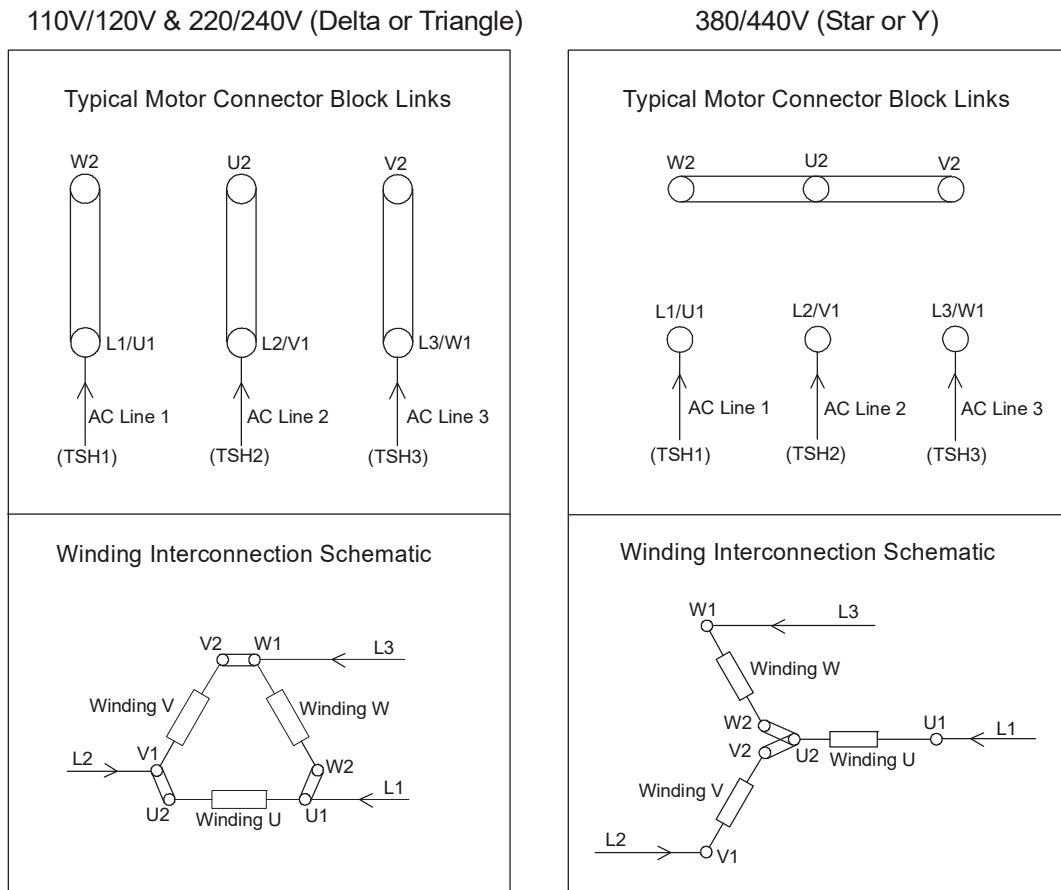 110V/120V & 220/240V (Delta or Triangle)
Typical Motor Connector Block Links
W2 U2 V2
L1/U1 L2/V1 L3/W1
AC Line 1 AC Line 2 AC Line 3
(TSH1) (TSH2) (TSH3)
Winding Interconnection Schematic
V2 W1 L3
Winding V Winding W
V1
L2 W2
L1
U2 Winding U U1
380/440V (Star or Y)
Typical Motor Connector Block Links
W2 U2 V2
L1/U1 L2/V1 L3/W1
AC Line 1 AC Line 2 AC Line 3
(TSH1) (TSH2) (TSH3)
Winding Interconnection Schematic
W1 L3
Winding W
W2 U1
V2 U2 L1
Winding U
Winding V
L2
V1